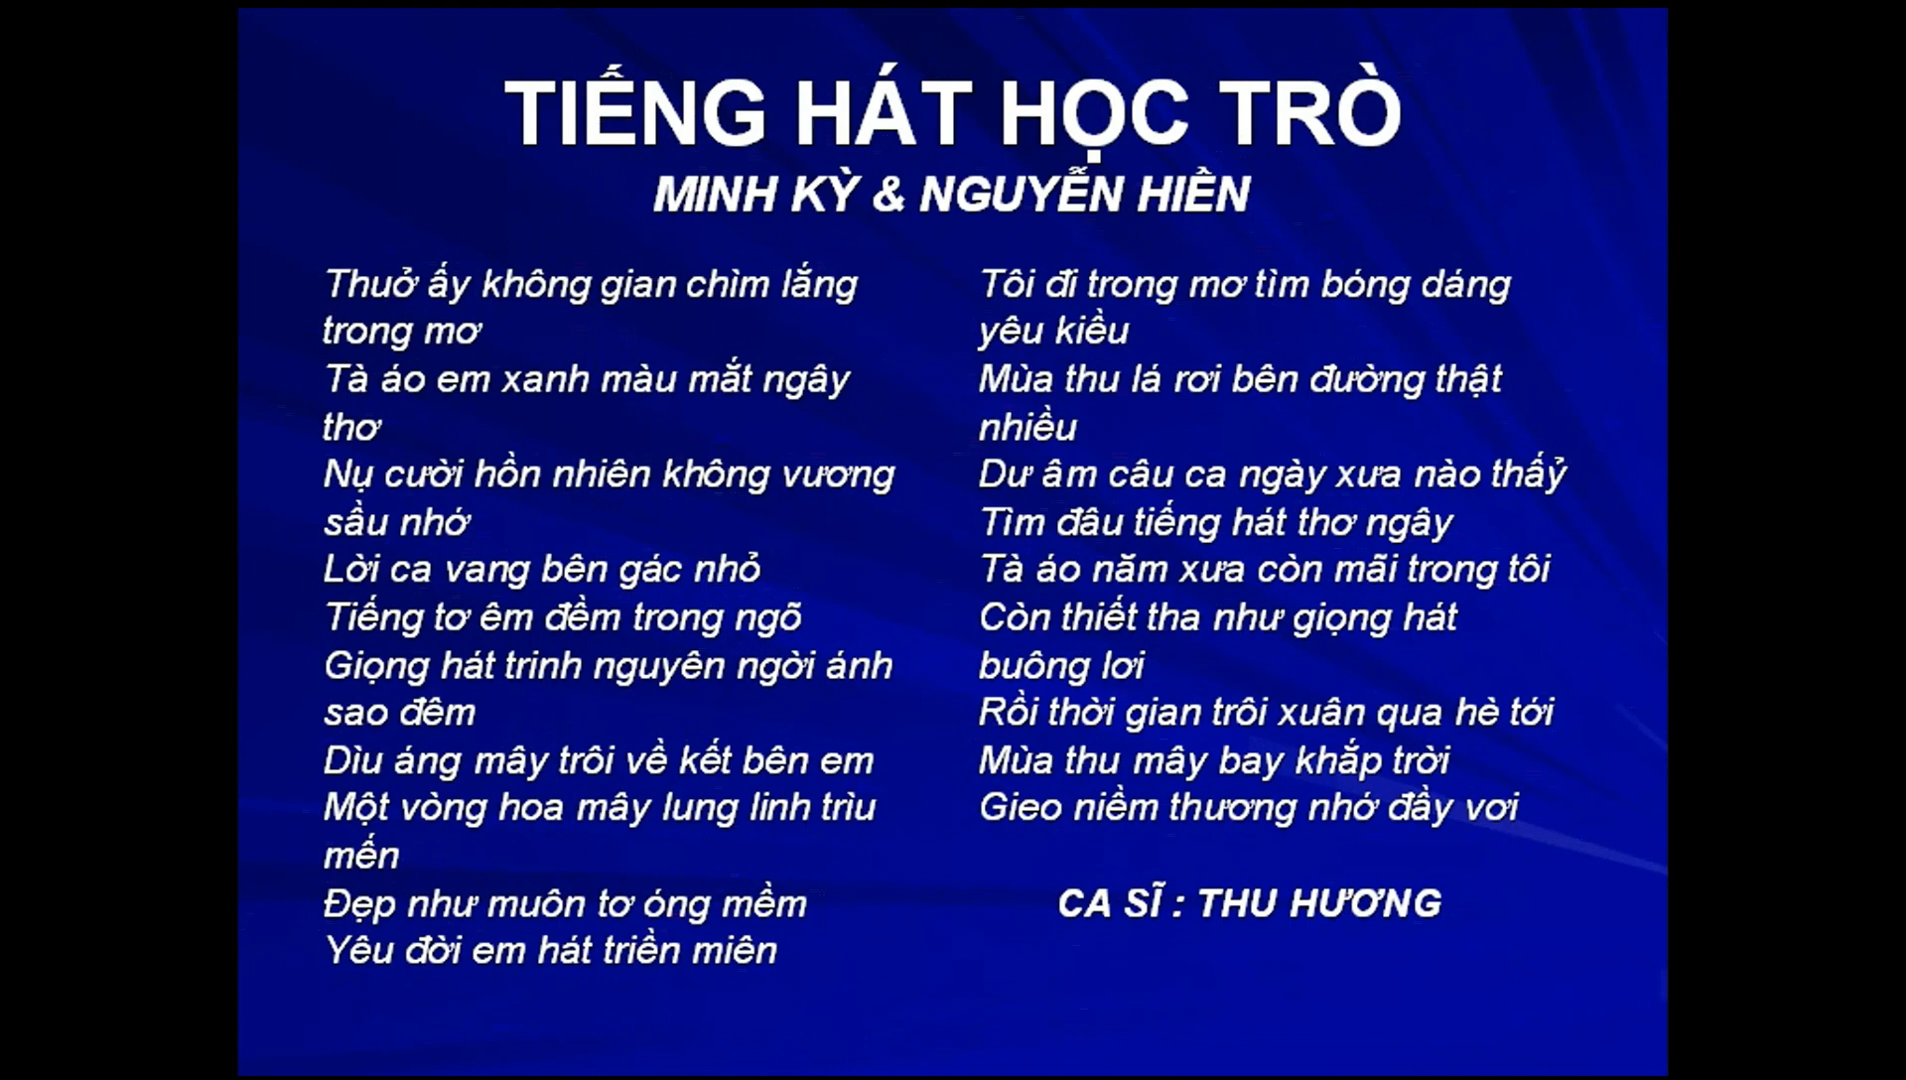 TIẾNG HÁT HỌC TRÒ
MINH KỲ & NGUYỄN HIỀN
Thuở ấy không gian chìm lắng
trong mơ
Tà áo em xanh màu mắt ngây
thơ
Nụ cười hồn nhiên không vương
sầu nhớ
Lời ca vang bên gác nhỏ
Tiếng tơ êm đềm trong ngõ
Giọng hát trinh nguyên ngời ánh
sao đêm
Dìu áng mây trôi về kết bên em
Một vòng hoa mây lung linh trìu
mến
Đẹp như muôn tơ óng mềm
Yêu đời em hát triền miên
Tôi đi trong mơ tìm bóng dáng
yêu kiều
Mùa thu lá rơi bên đường thật
nhiều
Dư âm câu ca ngày xưa nào thấỷ
Tìm đâu tiếng hát thơ ngây
Tà áo năm xưa còn mãi trong tôi
Còn thiết tha như giọng hát
buông lơi
Rồi thời gian trôi xuân qua hè tới
Mùa thu mây bay khắp trời
Gieo niềm thương nhớ đầy vơi
CA SĨ : THU HƯƠNG